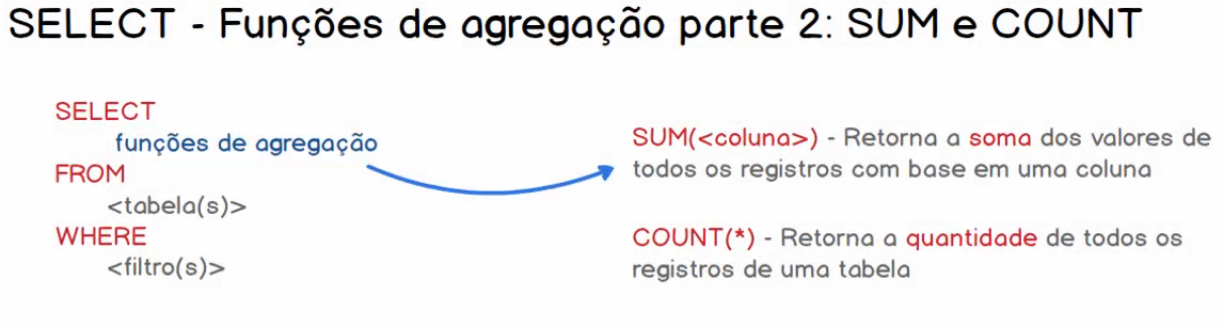 SELECT - Funções de agregação parte 2: SUM e COUNT
SELECT
funções de agregação
FROM
<tabela(s)>
WHERE
<filtro(s)>
SUM(<coluna>) - Retorna a soma dos valores de
todos os registros com base em uma coluna
COUNT(*) - Retorna a quantidade de todos os
registros de uma tabela